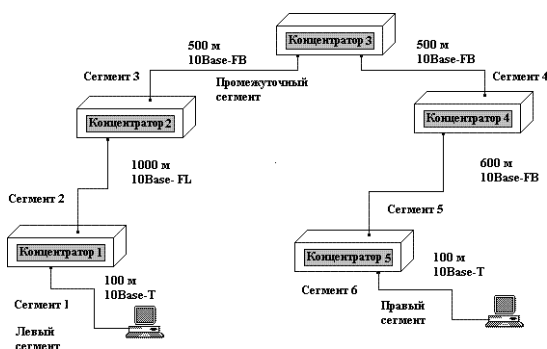 500 м
10Base-FB
Концентратор 3
500 м
10Base-FB
Сегмент 3
Промежуточный
сегмент
Сегмент 4
Концентратор 2
Концентратор 4
1000 м
10Base- FL
600 м
10Base-FB
Сегмент 2
Сегмент 5
Концентратор 1
Концентратор 5
100 м
10Base-T
100 м
10Base-T
Сегмент 1
Сегмент 6
Левый
сегмент
Правый
сегмент